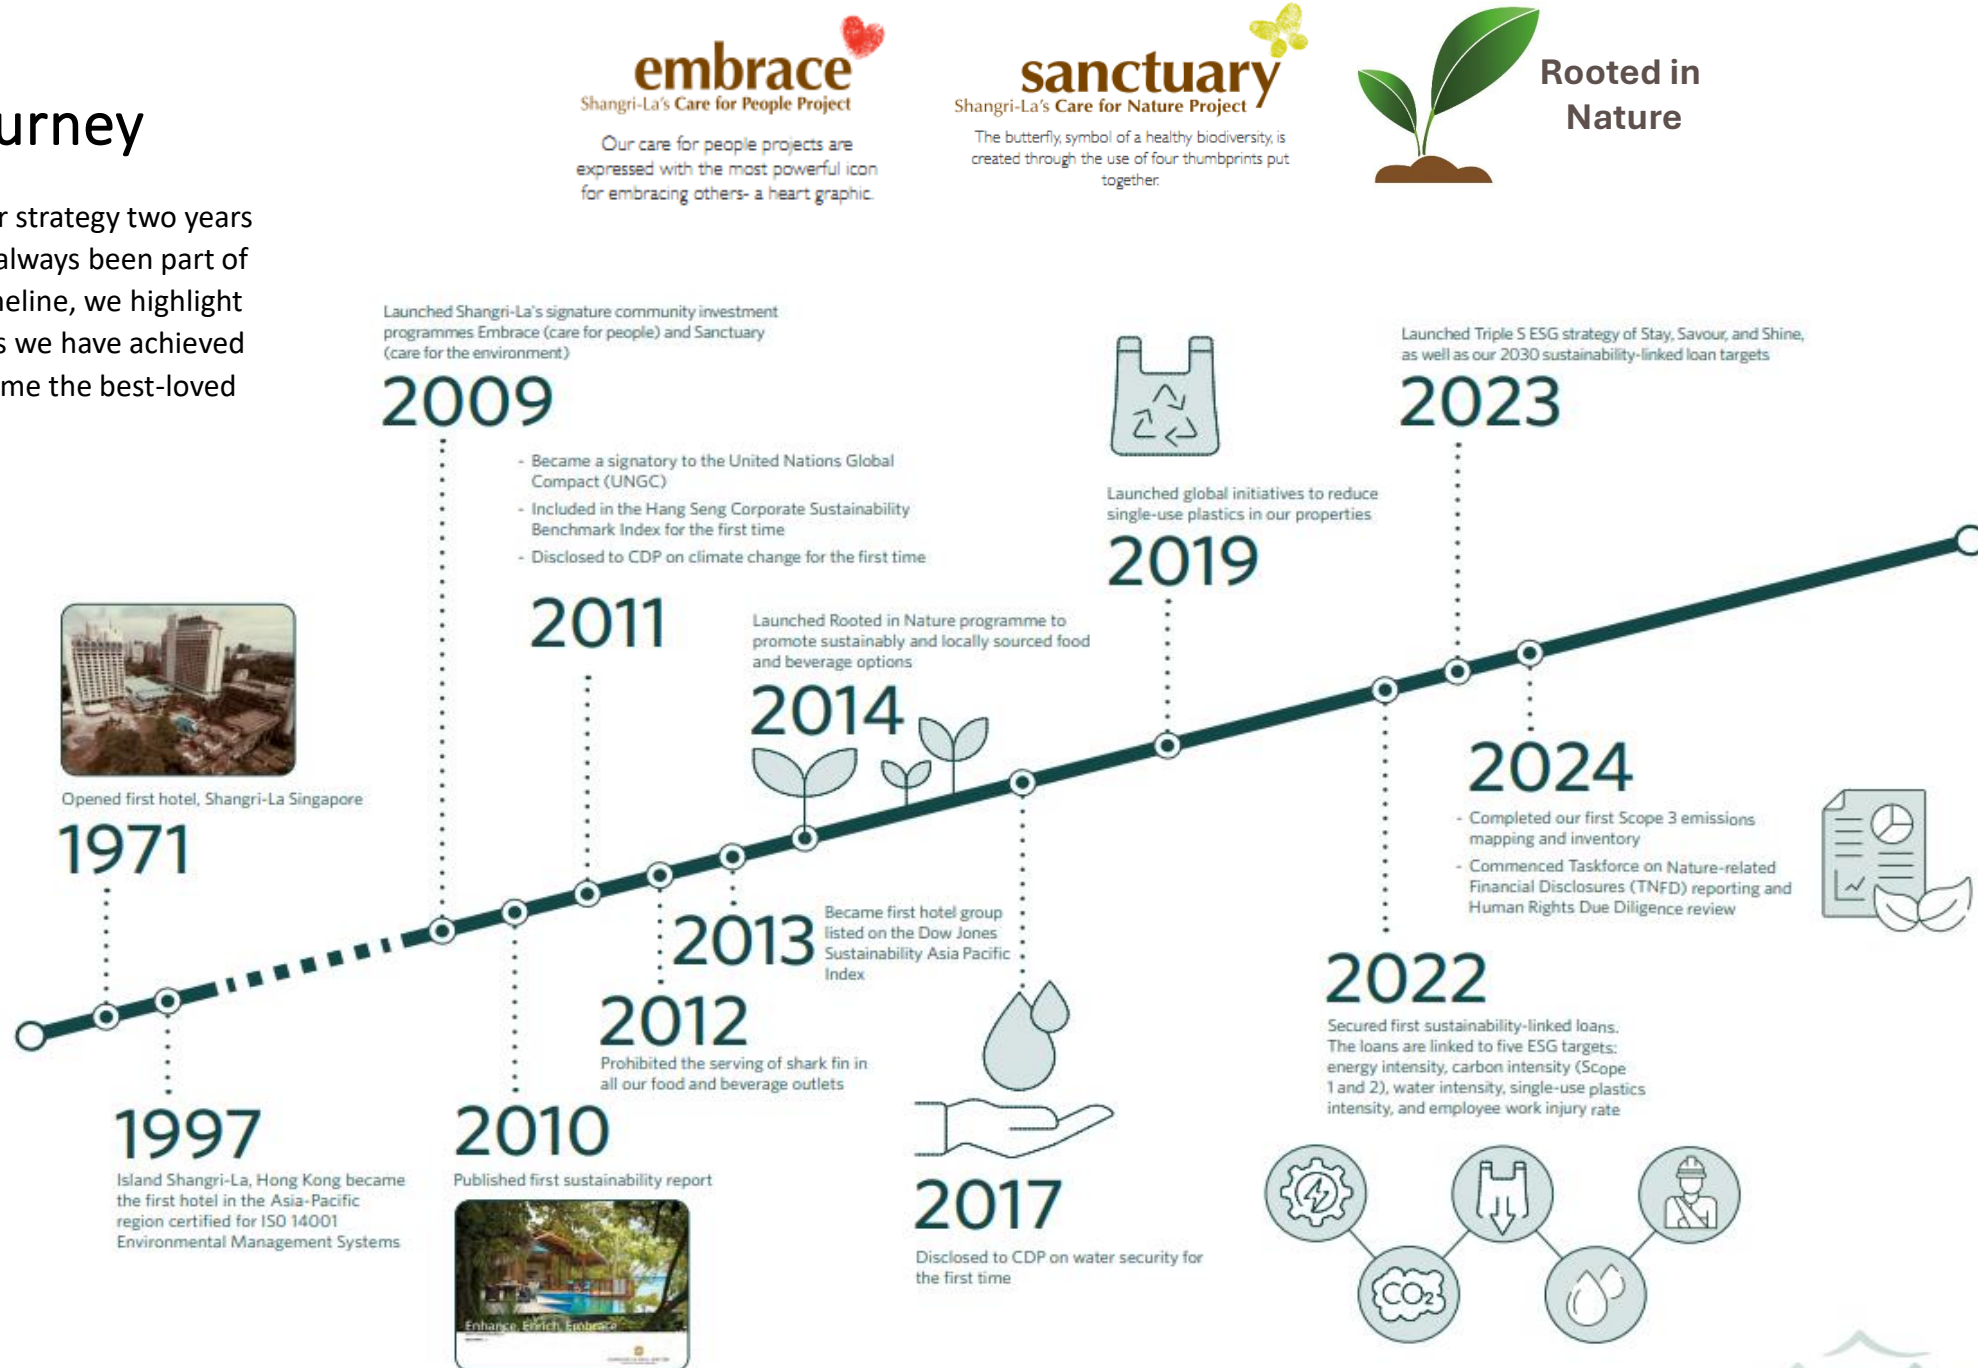 embrace
Shangri-La's Care for People Project
Our care for people projects are
expressed with the most powerful icon
for embracing others- a heart graphic.
sanctuary
Shangri-La's Care for Nature Project
The butterfly, symbol of a healthy biodiversity, is
created through the use of four thumbprints put
together.
Rooted in
Nature
urney
r strategy two years
always been part of
neline, we highlight
s we have achieved
me the best-loved
Opened first hotel, Shangri-La Singapore
1971
1997
Island Shangri-La, Hong Kong became
the first hotel in the Asia-Pacific
region certified for ISO 14001
Environmental Management Systems
Launched Shangri-La's signature community investment
programmes Embrace (care for people) and Sanctuary
(care for the environment)
2009
2010
Published first sustainability report
Enhance. Enrich. Embrace
- Became a signatory to the United Nations Global
Compact (UNGC)
- Included in the Hang Seng Corporate Sustainability
Benchmark Index for the first time
- Disclosed to CDP on climate change for the first time
2011
2012
Prohibited the serving of shark fin in
all our food and beverage outlets
2013
Became first hotel group
listed on the Dow Jones
Sustainability Asia Pacific
Index
Launched Rooted in Nature programme to
promote sustainably and locally sourced food
and beverage options
2014
2017
Disclosed to CDP on water security for
the first time
Launched global initiatives to reduce
single-use plastics in our properties
2019
2022
Secured first sustainability-linked loans.
The loans are linked to five ESG targets:
energy intensity, carbon intensity (Scope
1 and 2), water intensity, single-use plastics
intensity, and employee work injury rate
CO2
Launched Triple S ESG strategy of Stay, Savour, and Shine,
as well as our 2030 sustainability-linked loan targets
2023
2024
- Completed our first Scope 3 emissions
mapping and inventory
- Commenced Taskforce on Nature-related
Financial Disclosures (TNFD) reporting and
Human Rights Due Diligence review